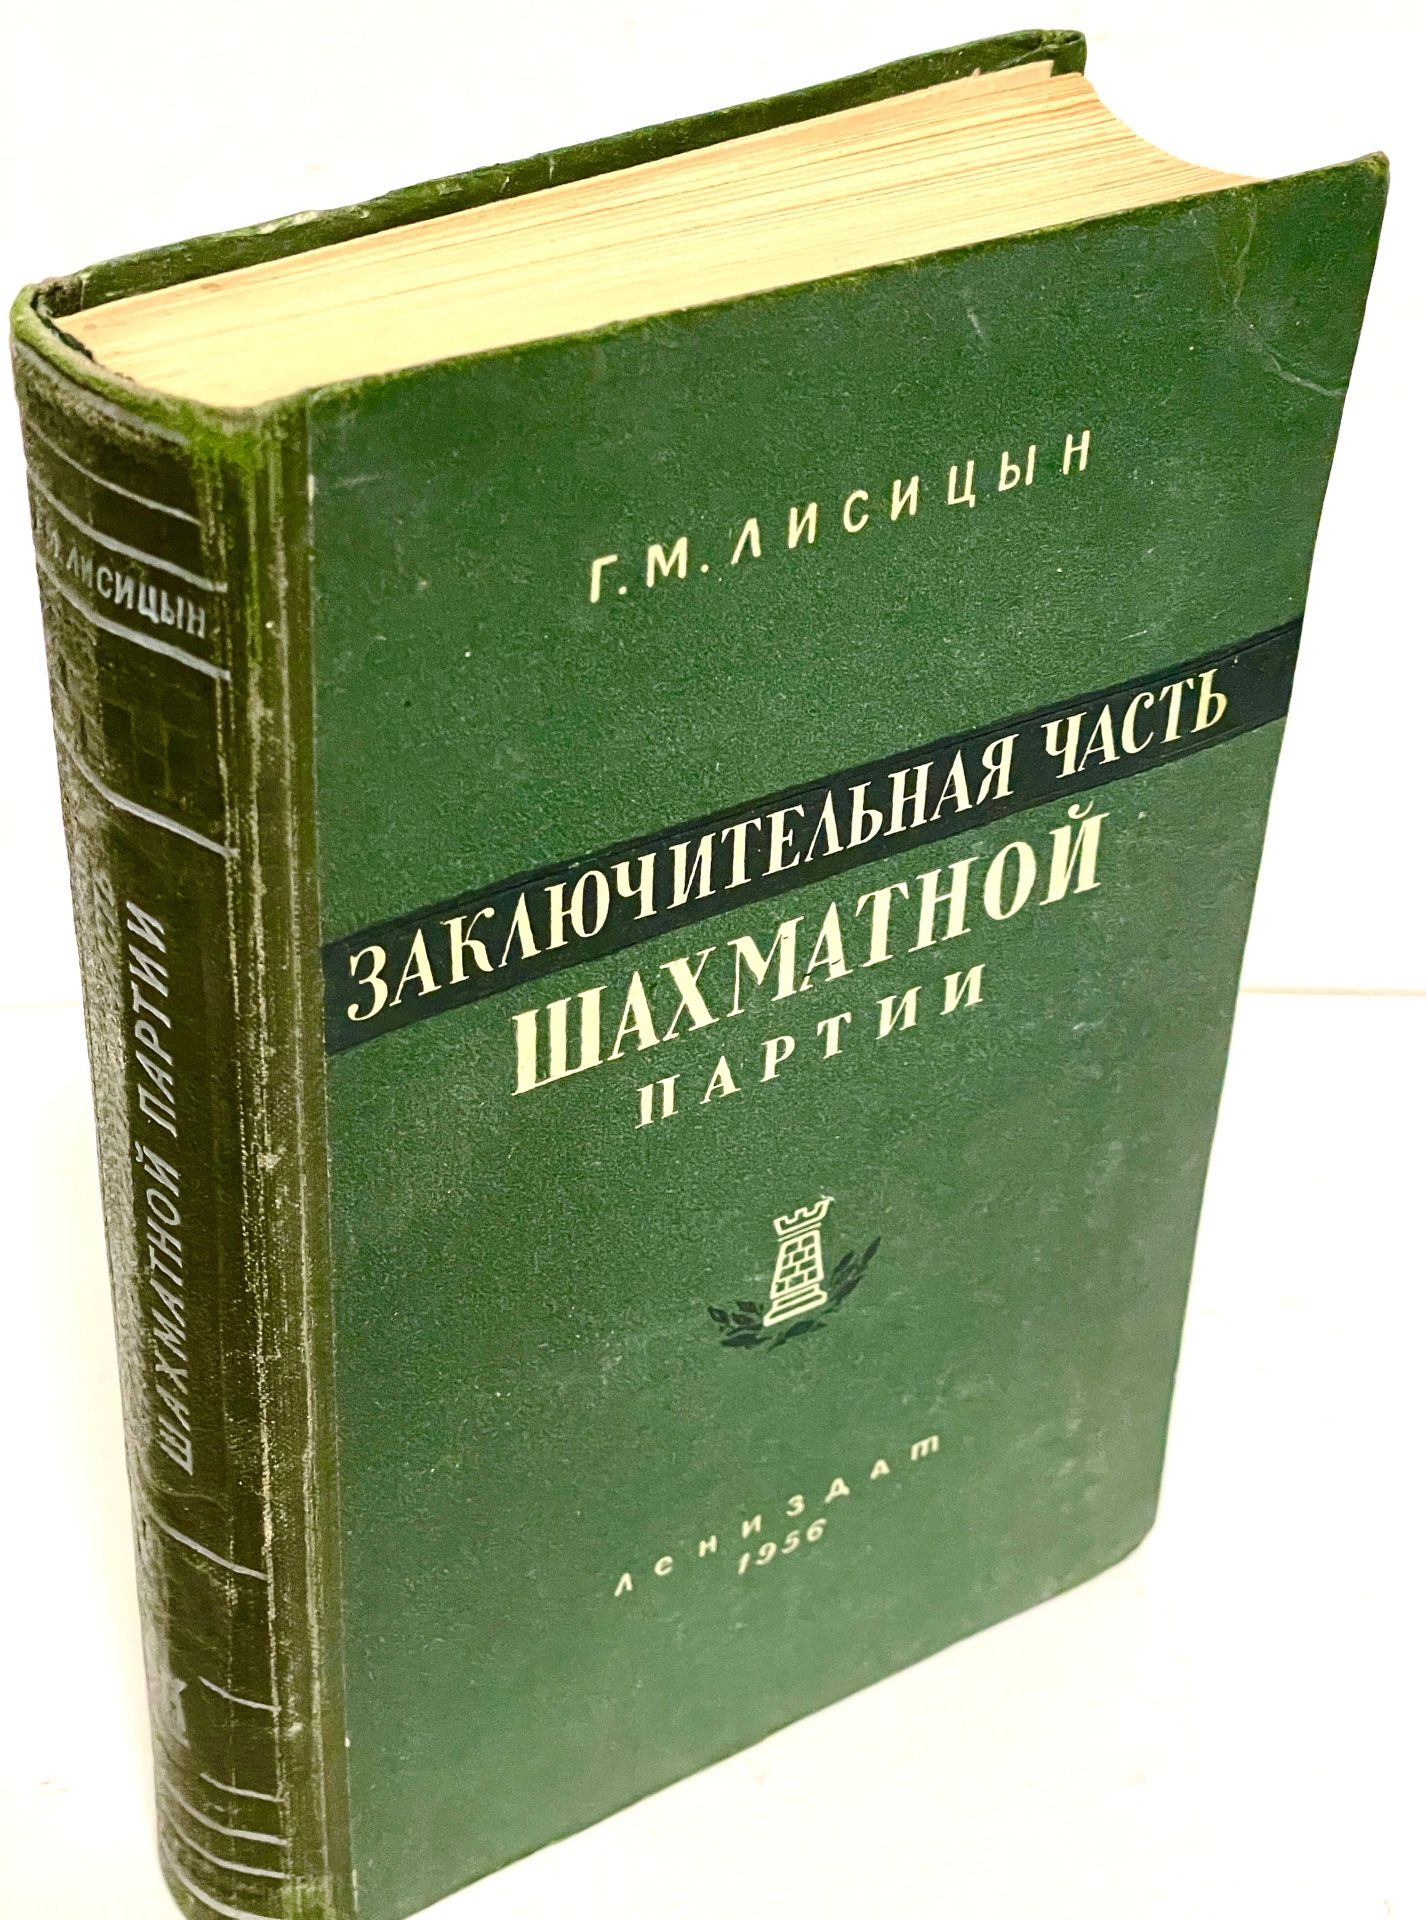 Г. М. ЛИСИЦЫН
ЗАКЛЮЧИТЕЛЬНАЯ ЧАСТЬ
ШАХМАТНОЙ
ПАРТИИ
ЛЕНИЗДАТ
1956
ЛИСИЦЫН
ШАХМАТНОЙ ПАРТИИ